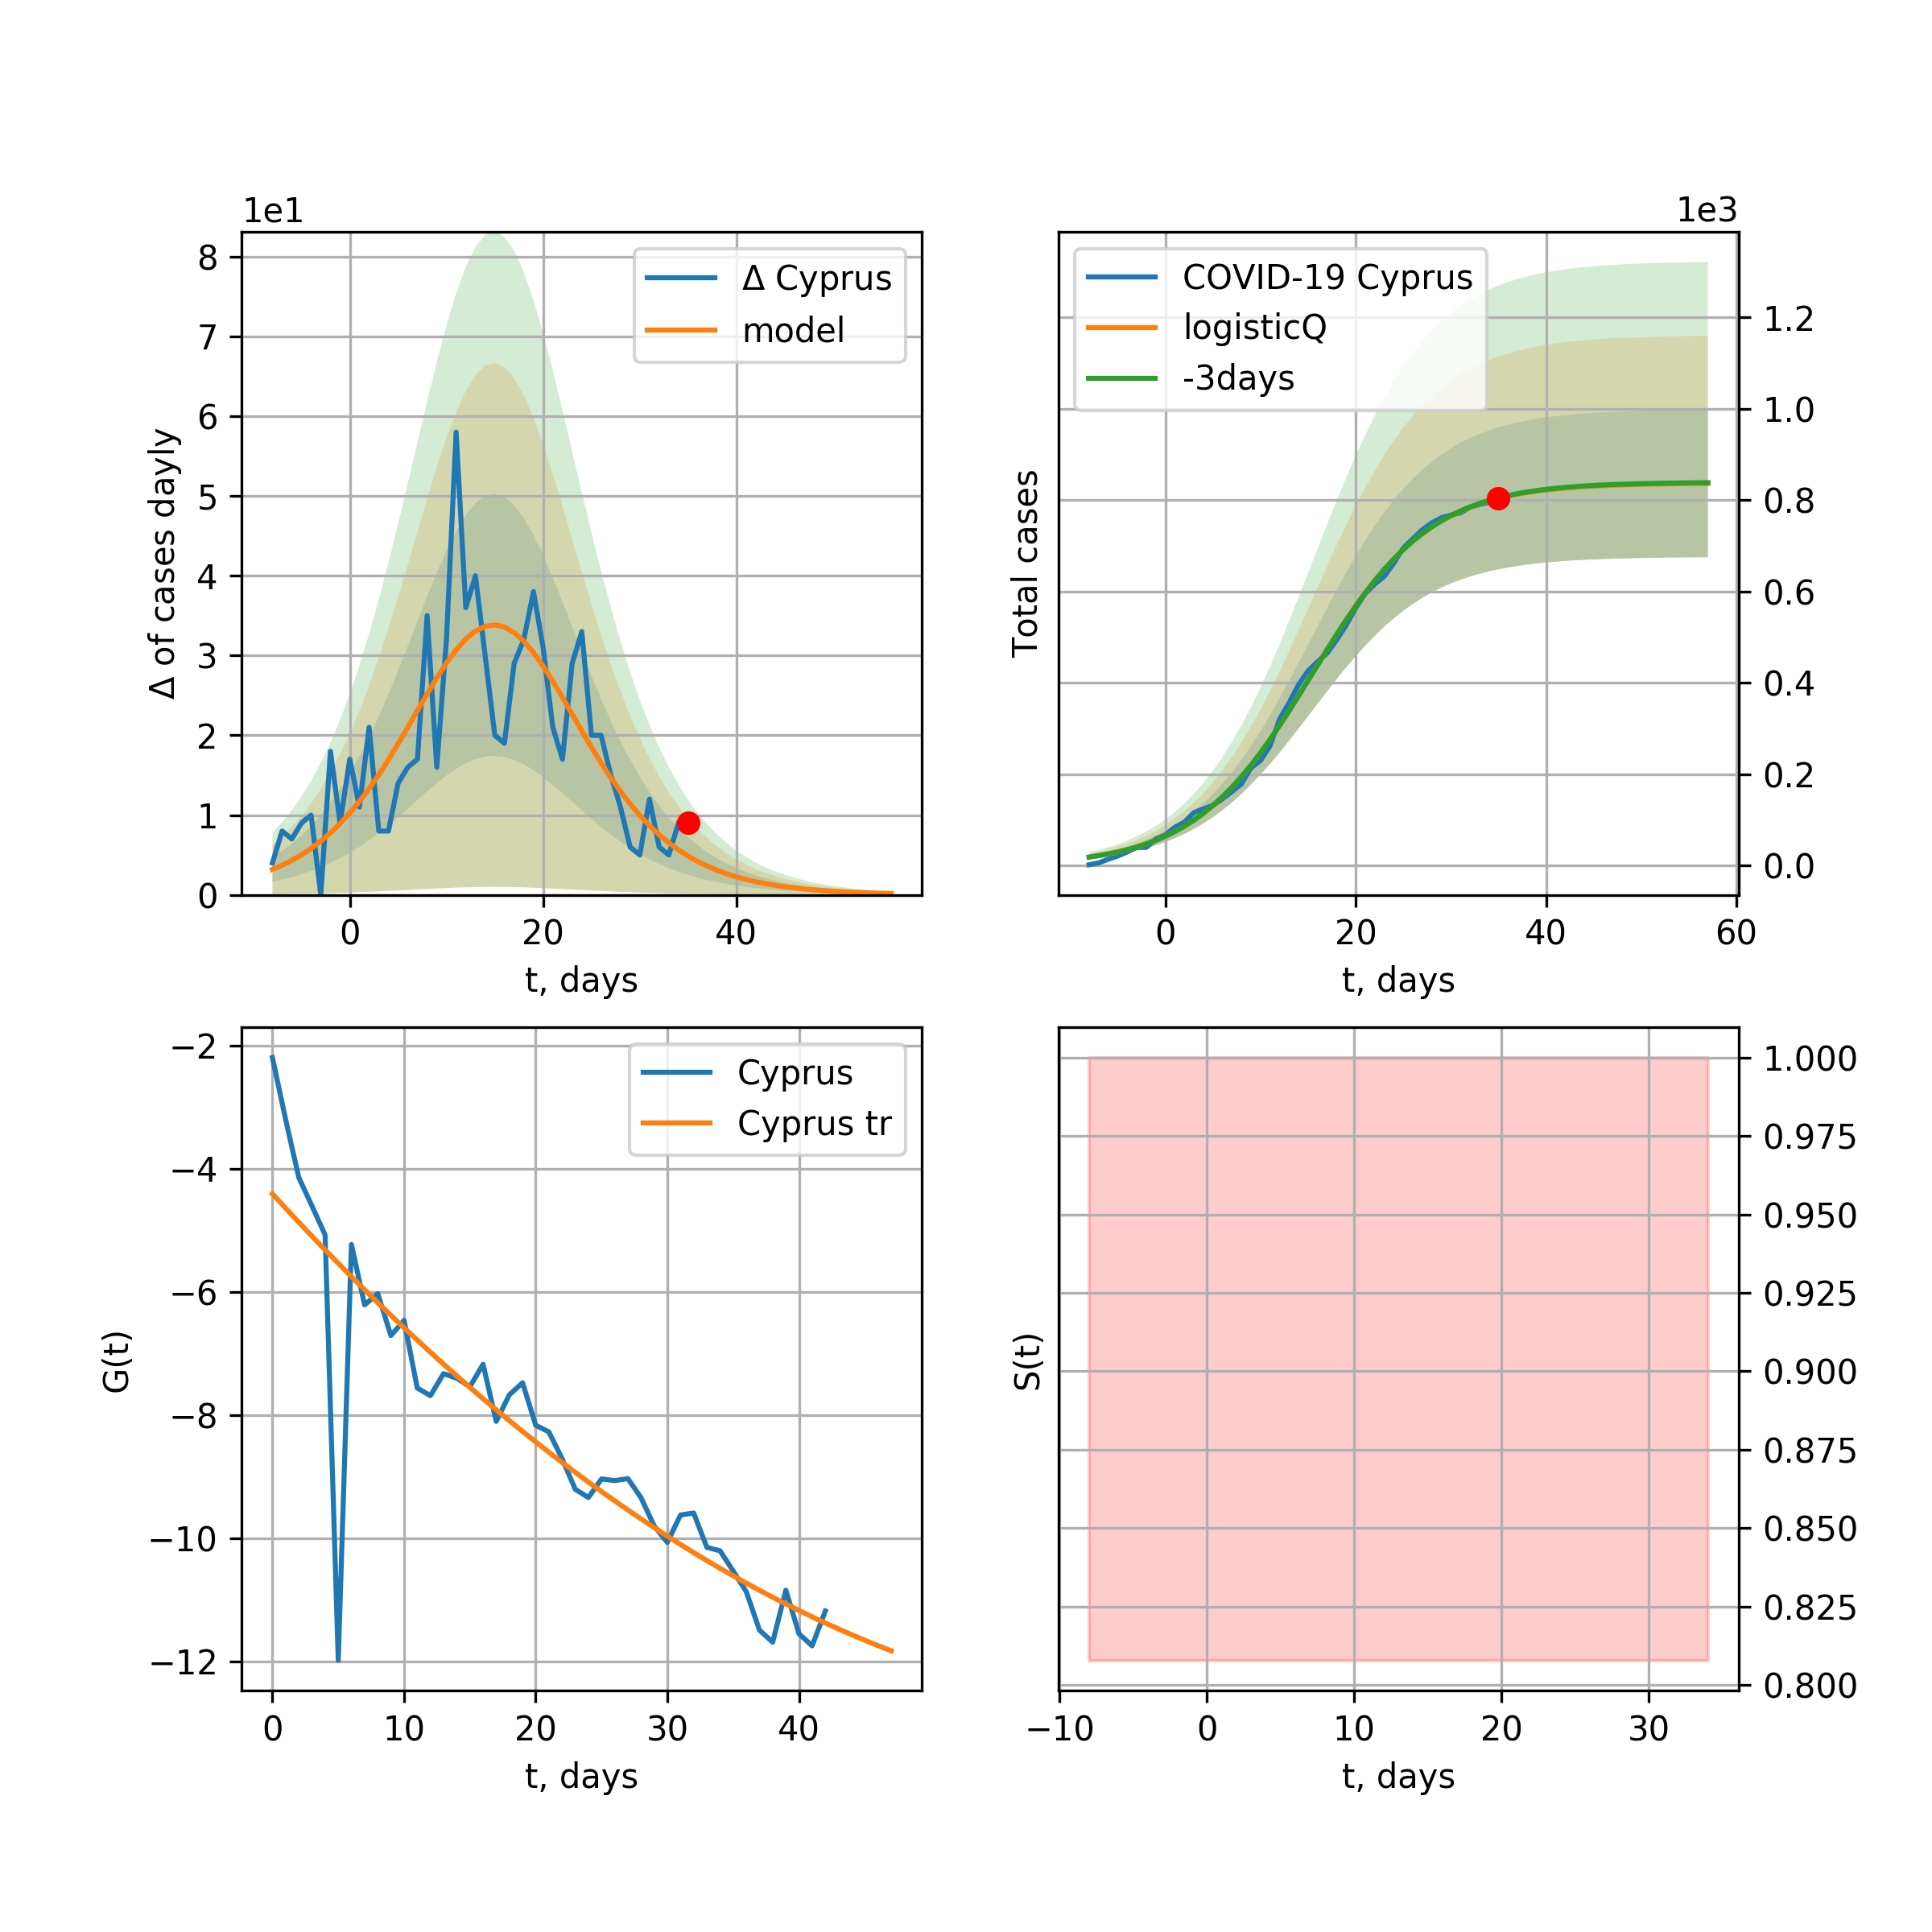 1e1
8
7
6
5
4
3
2
1
0
Δ of cases dayly
0 20 40
t, days
Δ Cyprus
model
1e3
COVID-19 Cyprus
logisticQ
-3days
Total cases
1.2
1.0
0.8
0.6
0.4
0.2
0.0
0 20 40 60
t, days
−2
−4
−6
−8
−10
−12
G(t)
Cyprus
Cyprus tr
0 10 20 30 40
t, days
S(t)
1.000
0.975
0.950
0.925
0.900
0.875
0.850
0.825
0.800
−10 0 10 20 30
t, days